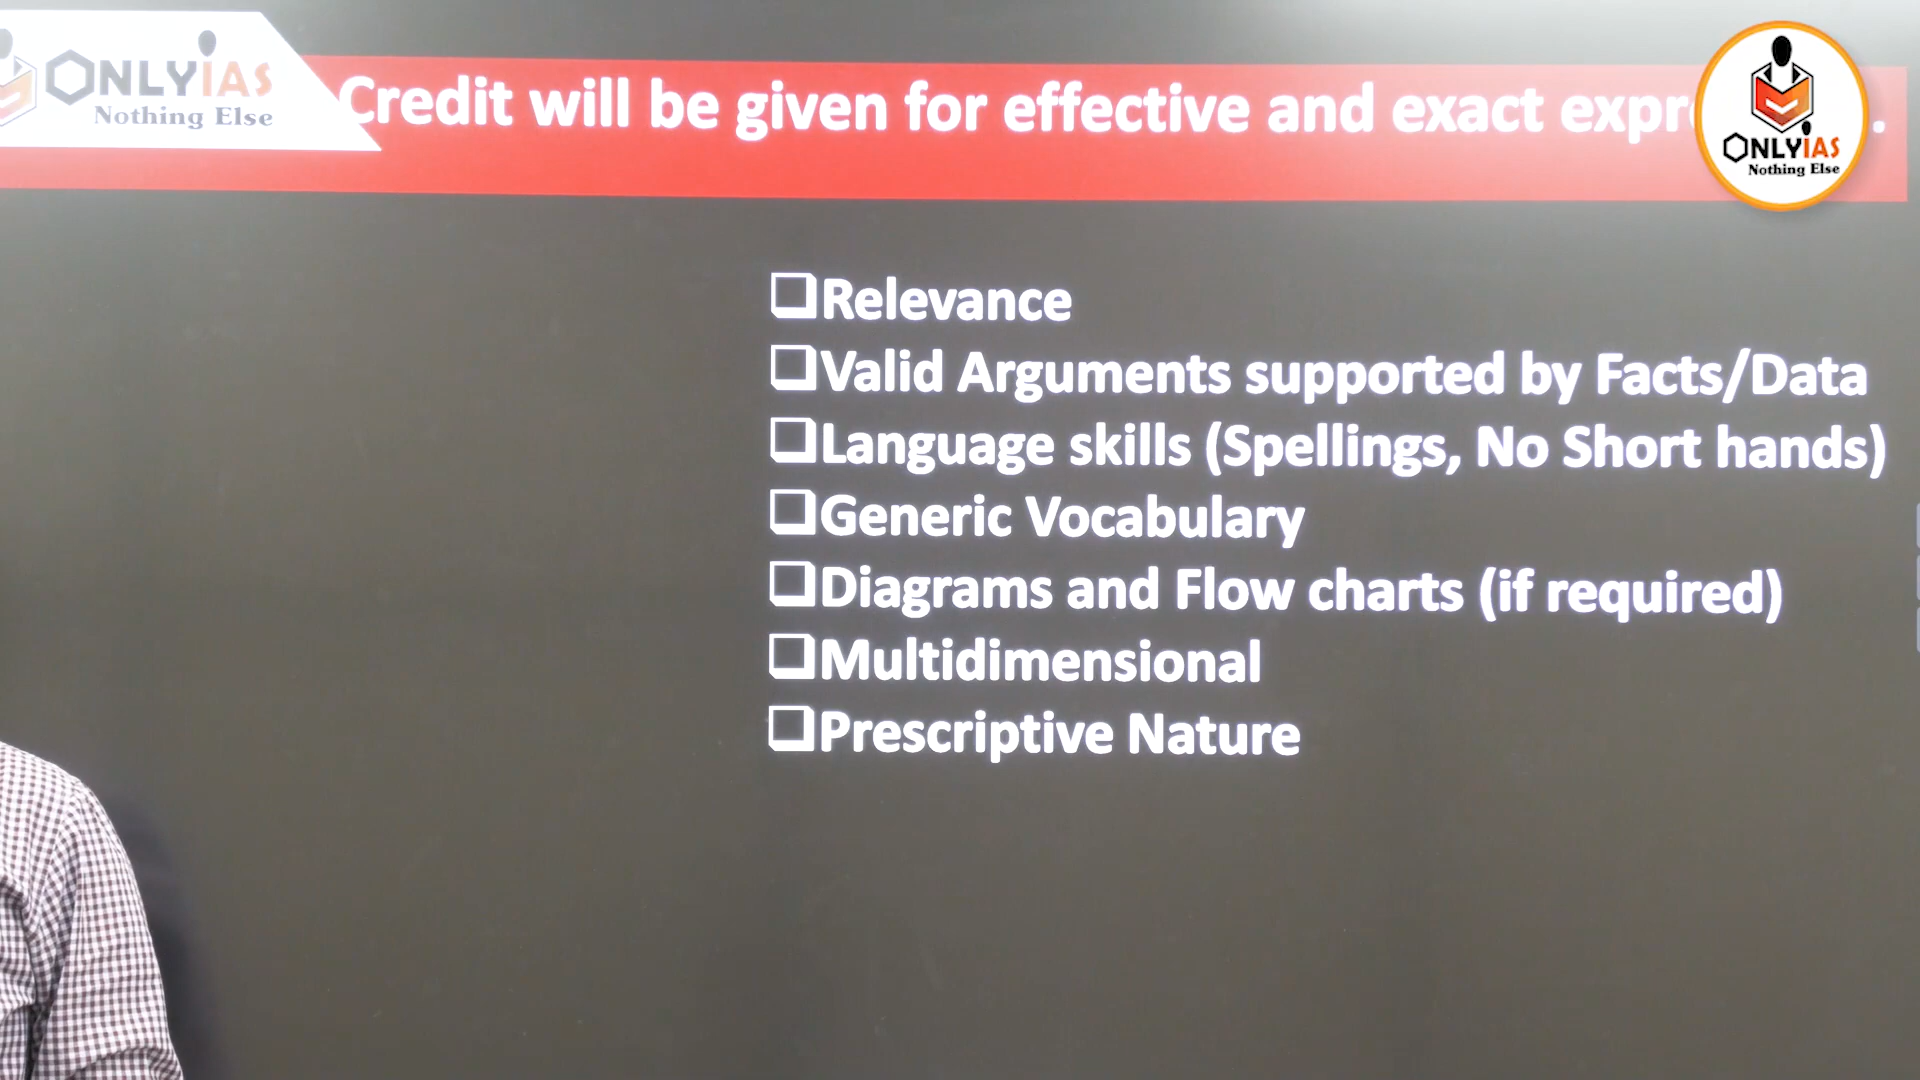 ONLYIAS
Nothing Else
Credit will be given for effective and exact
ONLYIAS
Nothing Else
Relevance
Valid Arguments supported by Facts/Data
Language skills (Spellings, No Short hands)
Generic Vocabulary
Diagrams and Flow charts (if required)
Multidimensional
Prescriptive Nature